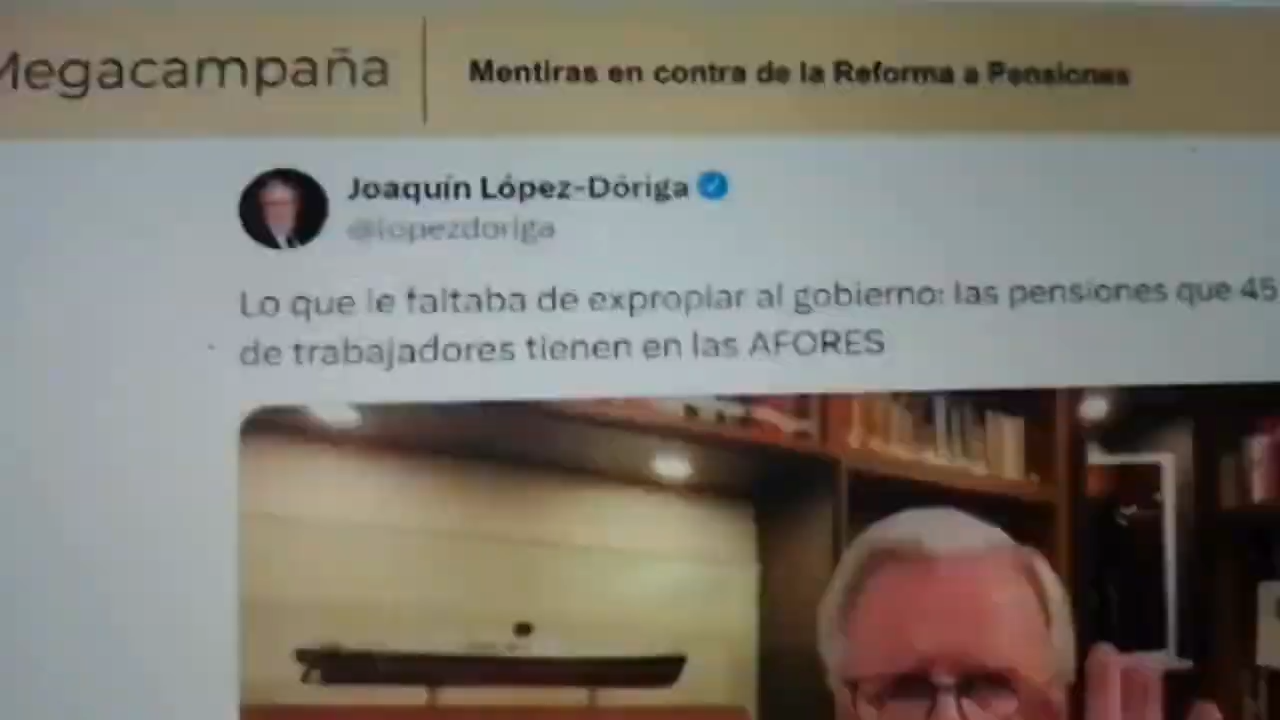 Megacampaña
Mentiras en contra de la Reforma a Pensiones
Joaquín López-Dóriga
@lopezdoriga
Lo que le faltaba de expropiar al gobierno: las pensiones que 45
de trabajadores tienen en las AFORES